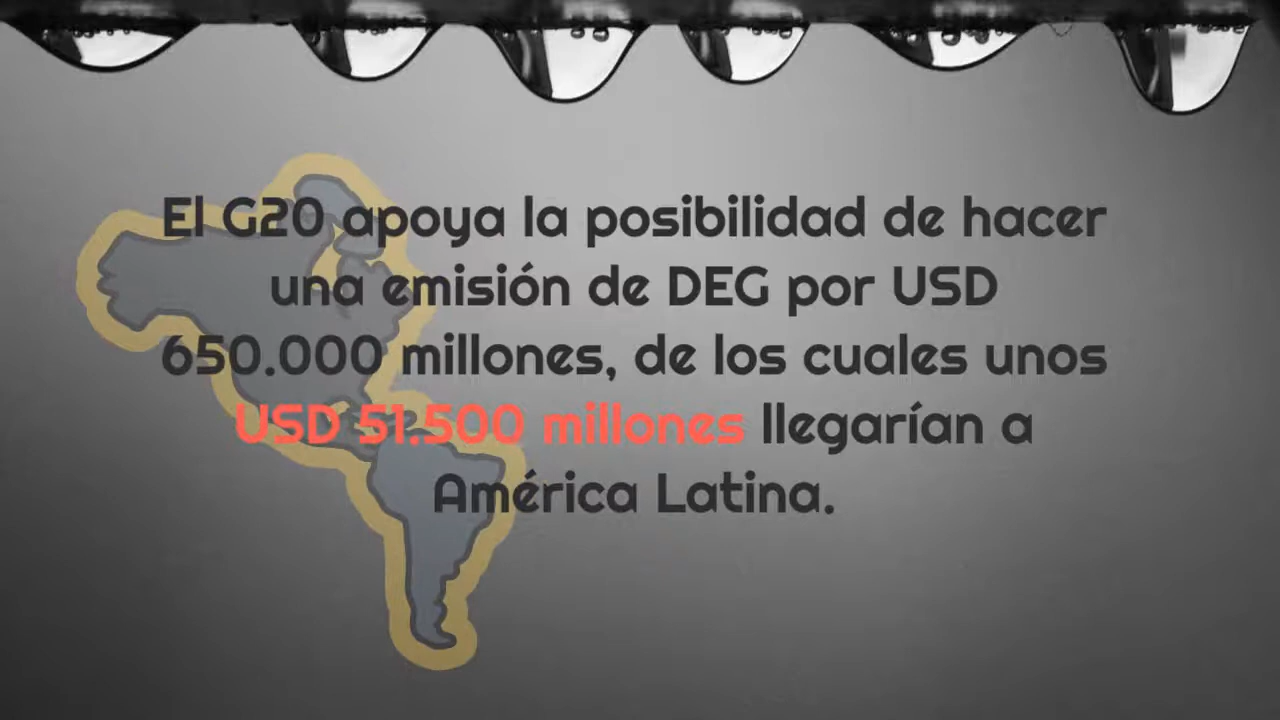 El G20 apoya la posibilidad de hacer
una emisión de DEG por USD
650.000 millones, de los cuales unos
USD 51.500 millones llegarían a
América Latina.